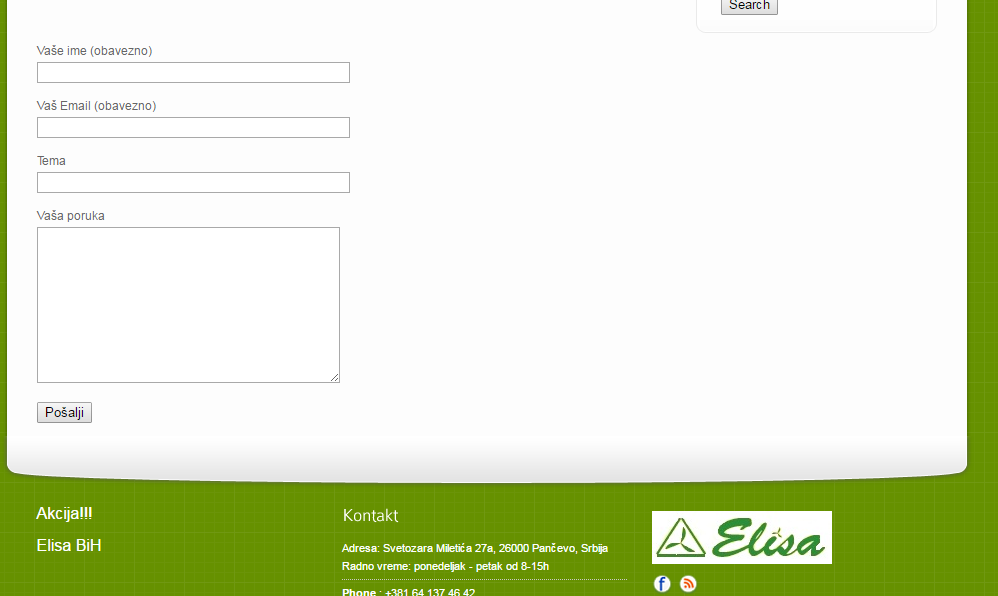 Search
Vaše ime (obavezno)
Vaš Email (obavezno)
Tema
Vaša poruka
Pošalji
Akcija!!!
Elisa BiH
Kontakt
Adresa: Svetozara Miletića 27a, 26000 Pančevo, Srbija
Radno vreme: ponedeljak - petak od 8-15h
Phone : +381 64 137 46 42
Elisa
f